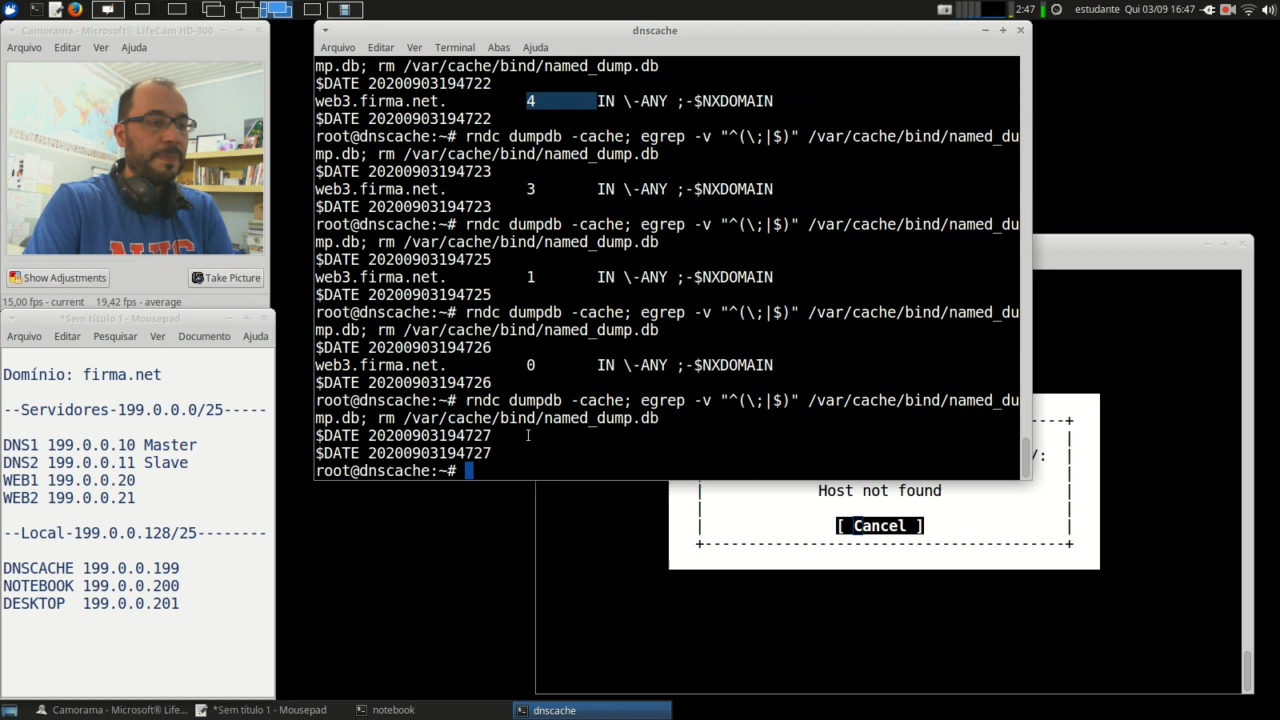 2:47
estudante Qui 03/09 16:47
Camorama - Microsoft® LifeCam HD-300
Arquivo Editar Ver Ajuda
Show Adjustments
Take Picture
15,00 fps - current 19,42 fps - average
*Sem título 1 - Mousepad
Arquivo Editar Pesquisar Ver Documento Ajuda
Domínio: firma.net
--Servidores-199.0.0.0/25-----
DNS1 199.0.0.10 Master
DNS2 199.0.0.11 Slave
WEB1 199.0.0.20
WEB2 199.0.0.21
--Local-199.0.0.128/25--------
DNSCACHE 199.0.0.199
NOTEBOOK 199.0.0.200
DESKTOP 199.0.0.201
dnscache
Arquivo Editar Ver Terminal Abas Ajuda
mp.db; rm /var/cache/bind/named_dump.db
$DATE 20200903194722
web3.firma.net. 4 IN \-ANY ;-$NXDOMAIN
$DATE 20200903194722
root@dnscache:~# rndc dumpdb -cache; egrep -v "^(\;|$)" /var/cache/bind/named_du
mp.db; rm /var/cache/bind/named_dump.db
$DATE 20200903194723
web3.firma.net. 3 IN \-ANY ;-$NXDOMAIN
$DATE 20200903194723
root@dnscache:~# rndc dumpdb -cache; egrep -v "^(\;|$)" /var/cache/bind/named_du
mp.db; rm /var/cache/bind/named_dump.db
$DATE 20200903194725
web3.firma.net. 1 IN \-ANY ;-$NXDOMAIN
$DATE 20200903194725
root@dnscache:~# rndc dumpdb -cache; egrep -v "^(\;|$)" /var/cache/bind/named_du
mp.db; rm /var/cache/bind/named_dump.db
$DATE 20200903194726
web3.firma.net. 0 IN \-ANY ;-$NXDOMAIN
$DATE 20200903194726
root@dnscache:~# rndc dumpdb -cache; egrep -v "^(\;|$)" /var/cache/bind/named_du
mp.db; rm /var/cache/bind/named_dump.db
$DATE 20200903194727
$DATE 20200903194727
root@dnscache:~#
/:
Host not found
[ Cancel ]
Camorama - Microsoft® Life...
*Sem título 1 - Mousepad
notebook
dnscache